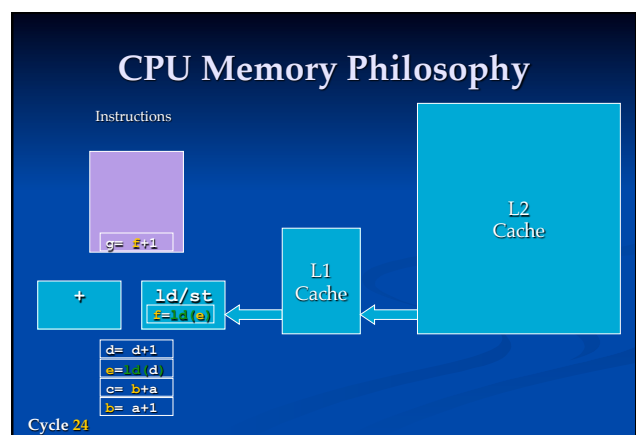 CPU Memory Philosophy
Instructions
g= f+1
L2
Cache
L1
Cache
+
ld/st
f=ld(e)
d= d+1
e=ld(d)
c= b+a
b= a+1
Cycle 24